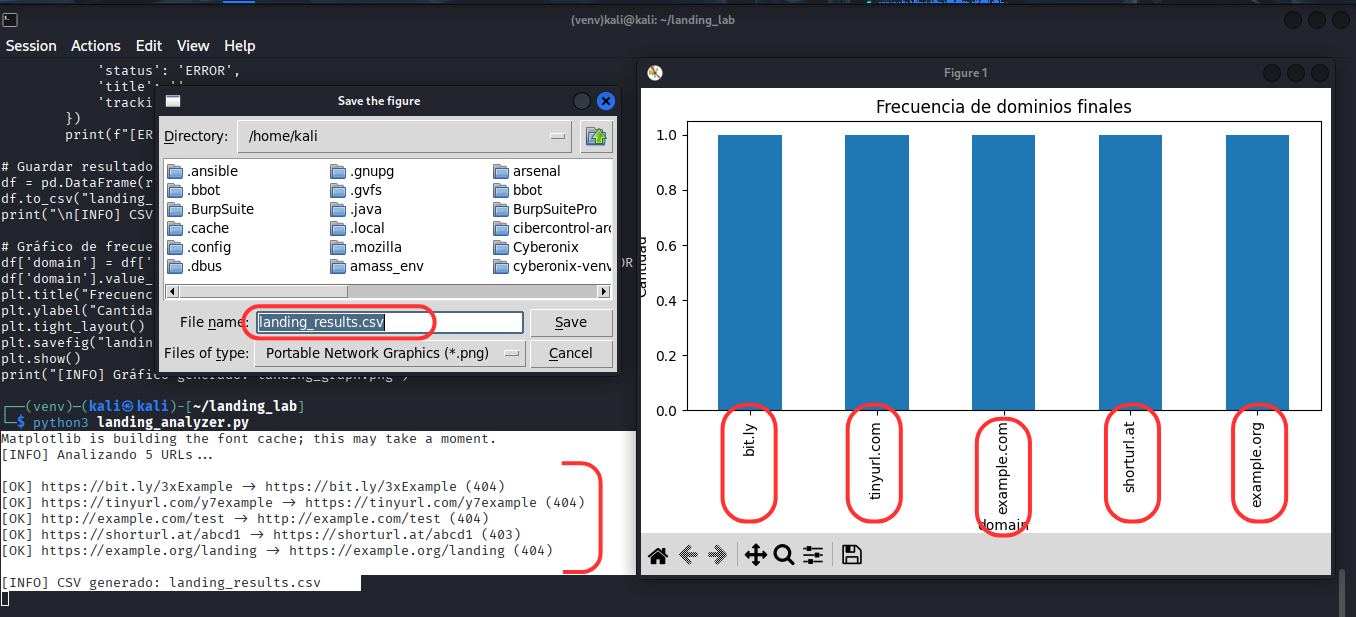 (venv)kali@kali: ~/landing_lab
Session Actions Edit View Help
'status': 'ERROR',
'title':
'tracki
})
print(f"[ER
# Guardar resultado
df = pd.DataFrame(r
df.to_csv("landing_
print("\n[INFO] CSV
# Gráfico de frecue
df['domain'] = df['
OR
df['domain'].value_
plt.title("Frecuenc
plt.ylabel("Cantida
plt.tight_layout()
plt.savefig("landin
plt.show()
print("[INFO] Gráfico generado: landing_graph.png")
(venv)-(kali㉿kali)-[~/landing_lab]
$ python3 landing_analyzer.py
Matplotlib is building the font cache; this may take a moment.
[INFO] Analizando 5 URLs...
[OK] https://bit.ly/3xExample → https://bit.ly/3xExample (404)
[OK] https://tinyurl.com/y7example → https://tinyurl.com/y7example (404)
[OK] http://example.com/test → http://example.com/test (404)
[OK] https://shorturl.at/abcd1 → https://shorturl.at/abcd1 (403)
[OK] https://example.org/landing → https://example.org/landing (404)
[INFO] CSV generado: landing_results.csv
Save the figure
Directory: /home/kali
.ansible .gnupg arsenal
.bbot .gvfs bbot
.BurpSuite .java BurpSuitePro
.cache .local cibercontrol-arc
.config .mozilla Cyberonix
.dbus amass_env cyberonix-venv
File name: landing_results.csv Save
Files of type: Portable Network Graphics (*.png) Cancel
Figure 1
Frecuencia de dominios finales
1.0
0.8
0.6
0.4
0.2
0.0
Cantidad
bit.ly
tinyurl.com
example.com
shorturl.at
example.org
domain